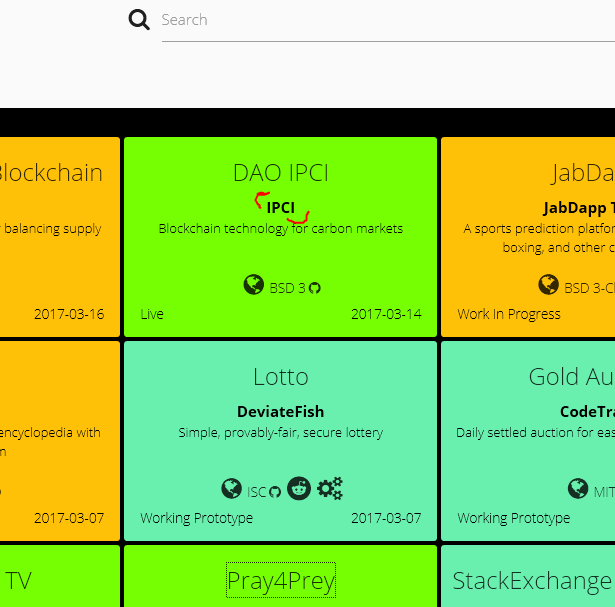 Search
Blockchain
balancing supply
2017-03-16
DAO IPCI
IPCI
Blockchain technology for carbon markets
BSD 3
Live
2017-03-14
JabDa
JabDapp T
A sports prediction platfo
boxing, and other c
BSD 3-Cl
Work In Progress
encyclopedia with
2017-03-07
Lotto
DeviateFish
Simple, provably-fair, secure lottery
ISC
Working Prototype
2017-03-07
Gold Au
CodeTra
Daily settled auction for eas
MIT
Working Prototype
TV
Pray4Prey
StackExchange